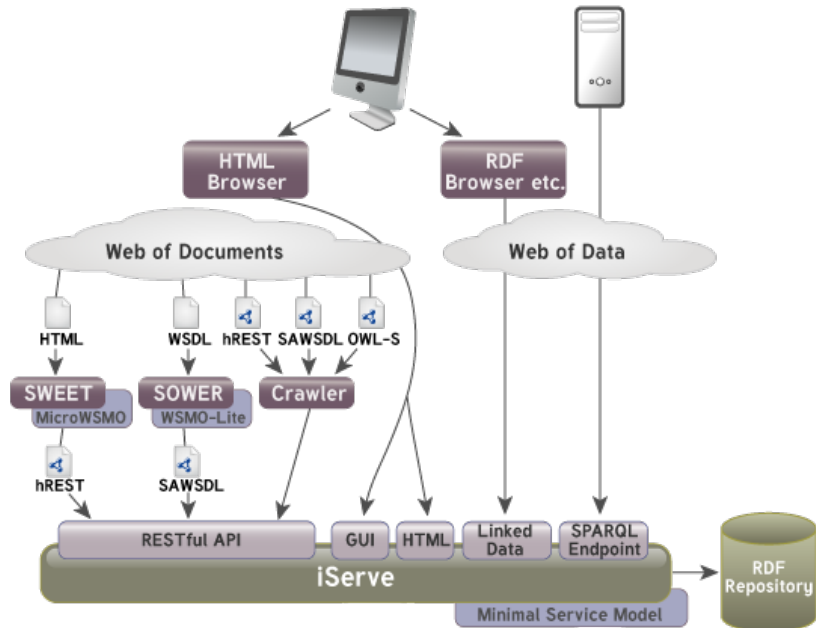 HTML
Browser
RDF
Browser etc.
Web of Documents
Web of Data
HTML
WSDL
hREST
SAWSDL
OWL-S
SWEET
MicroWSMO
SOWER
WSMO-Lite
Crawler
hREST
SAWSDL
RESTful API
GUI
HTML
Linked
Data
SPARQL
Endpoint
iServe
RDF
Repository
Minimal Service Model